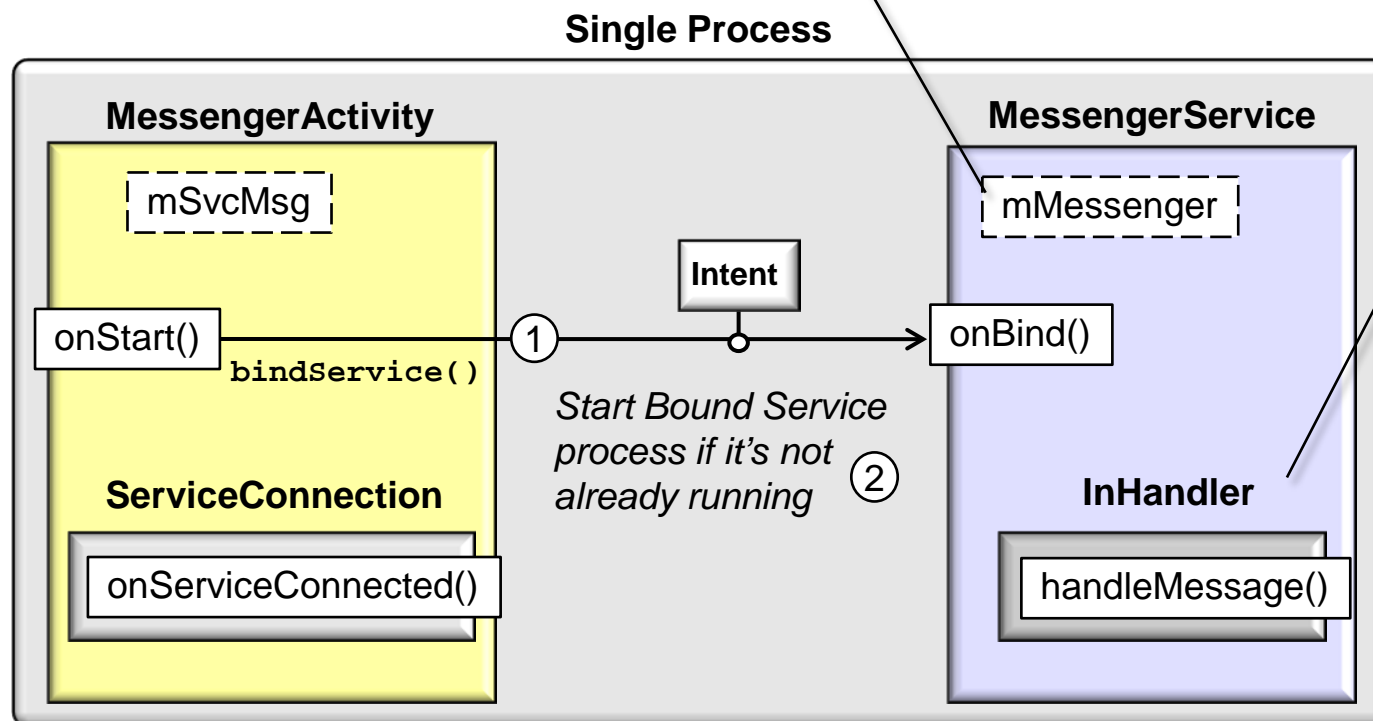 Single Process
MessengerActivity
MessengerService
mSvcMsg
mMessenger
Intent
onStart()
1
onBind()
bindService()
Start Bound Service
process if it's not
already running
2
ServiceConnection
InHandler
onServiceConnected()
handleMessage()